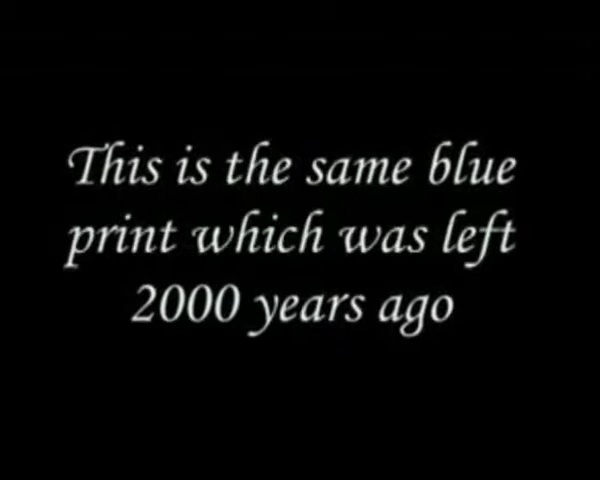 This is the same blue
print which was left
2000 years ago